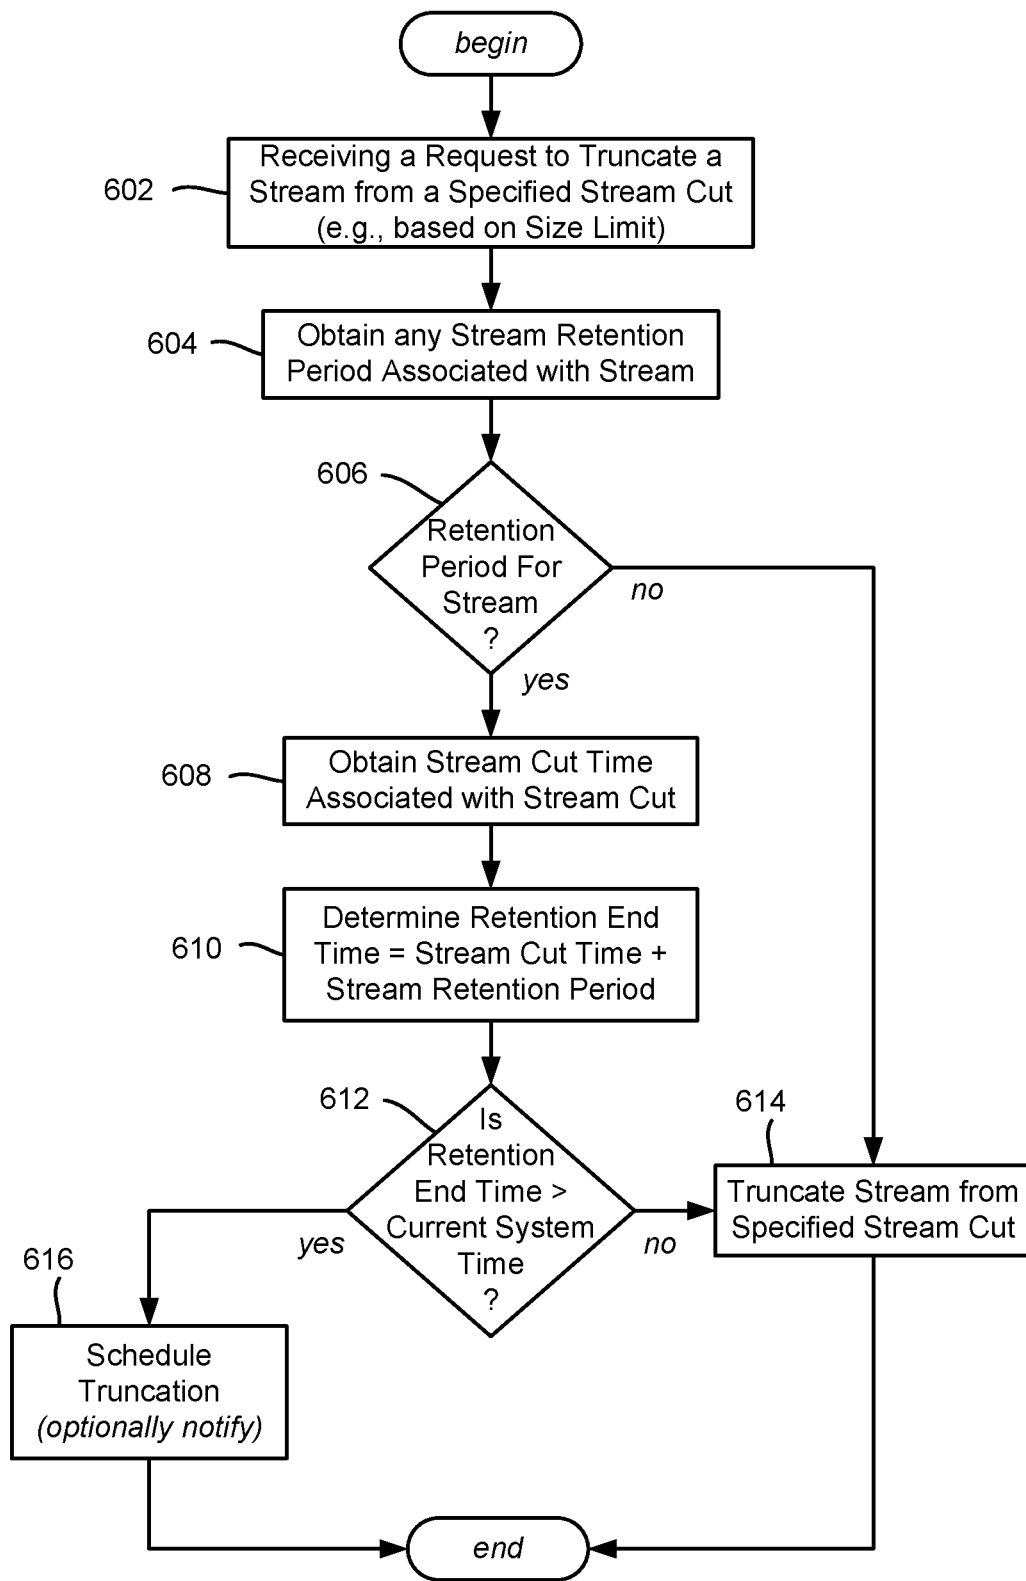 begin
602
Receiving a Request to Truncate a
Stream from a Specified Stream Cut
(e.g., based on Size Limit)
604
Obtain any Stream Retention
Period Associated with Stream
606
Retention
Period For
Stream
?
no
yes
608
Obtain Stream Cut Time
Associated with Stream Cut
610
Determine Retention End
Time = Stream Cut Time +
Stream Retention Period
612
Is
Retention
End Time >
Current System
Time
?
yes
no
614
Truncate Stream from
Specified Stream Cut
616
Schedule
Truncation
(optionally notify)
end